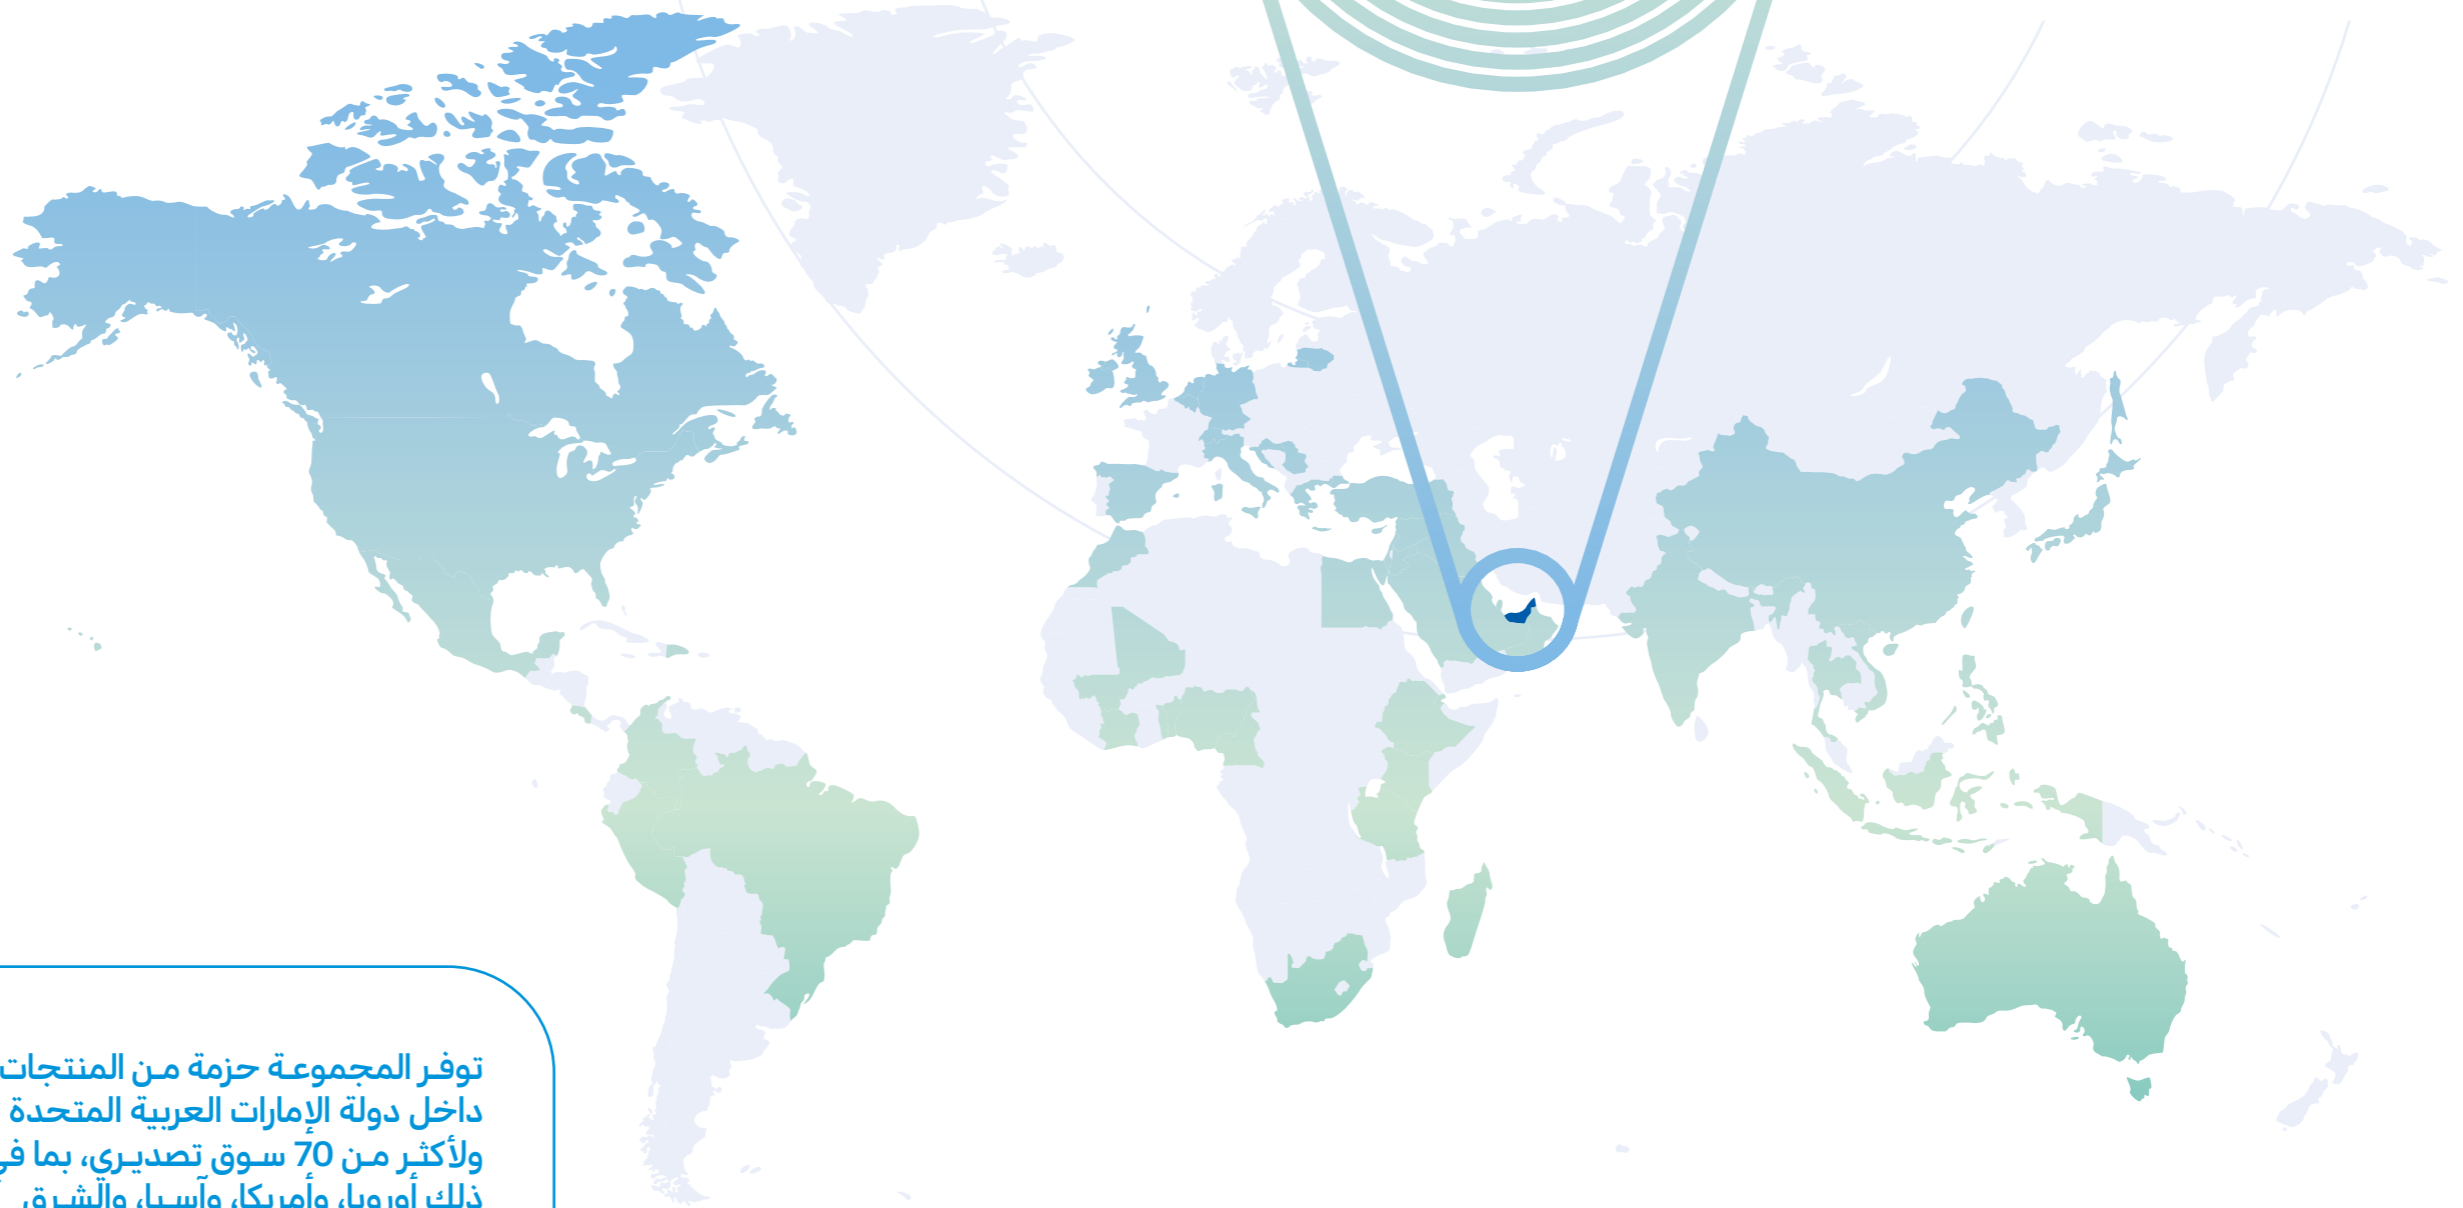 توفر المجموعة حزمة من المنتجات
داخل دولة الإمارات العربية المتحدة
ولأكثر من 70 سوق تصديري، بما في
ذلك أوروبا، وأمريكا، وآسيا، والشرق